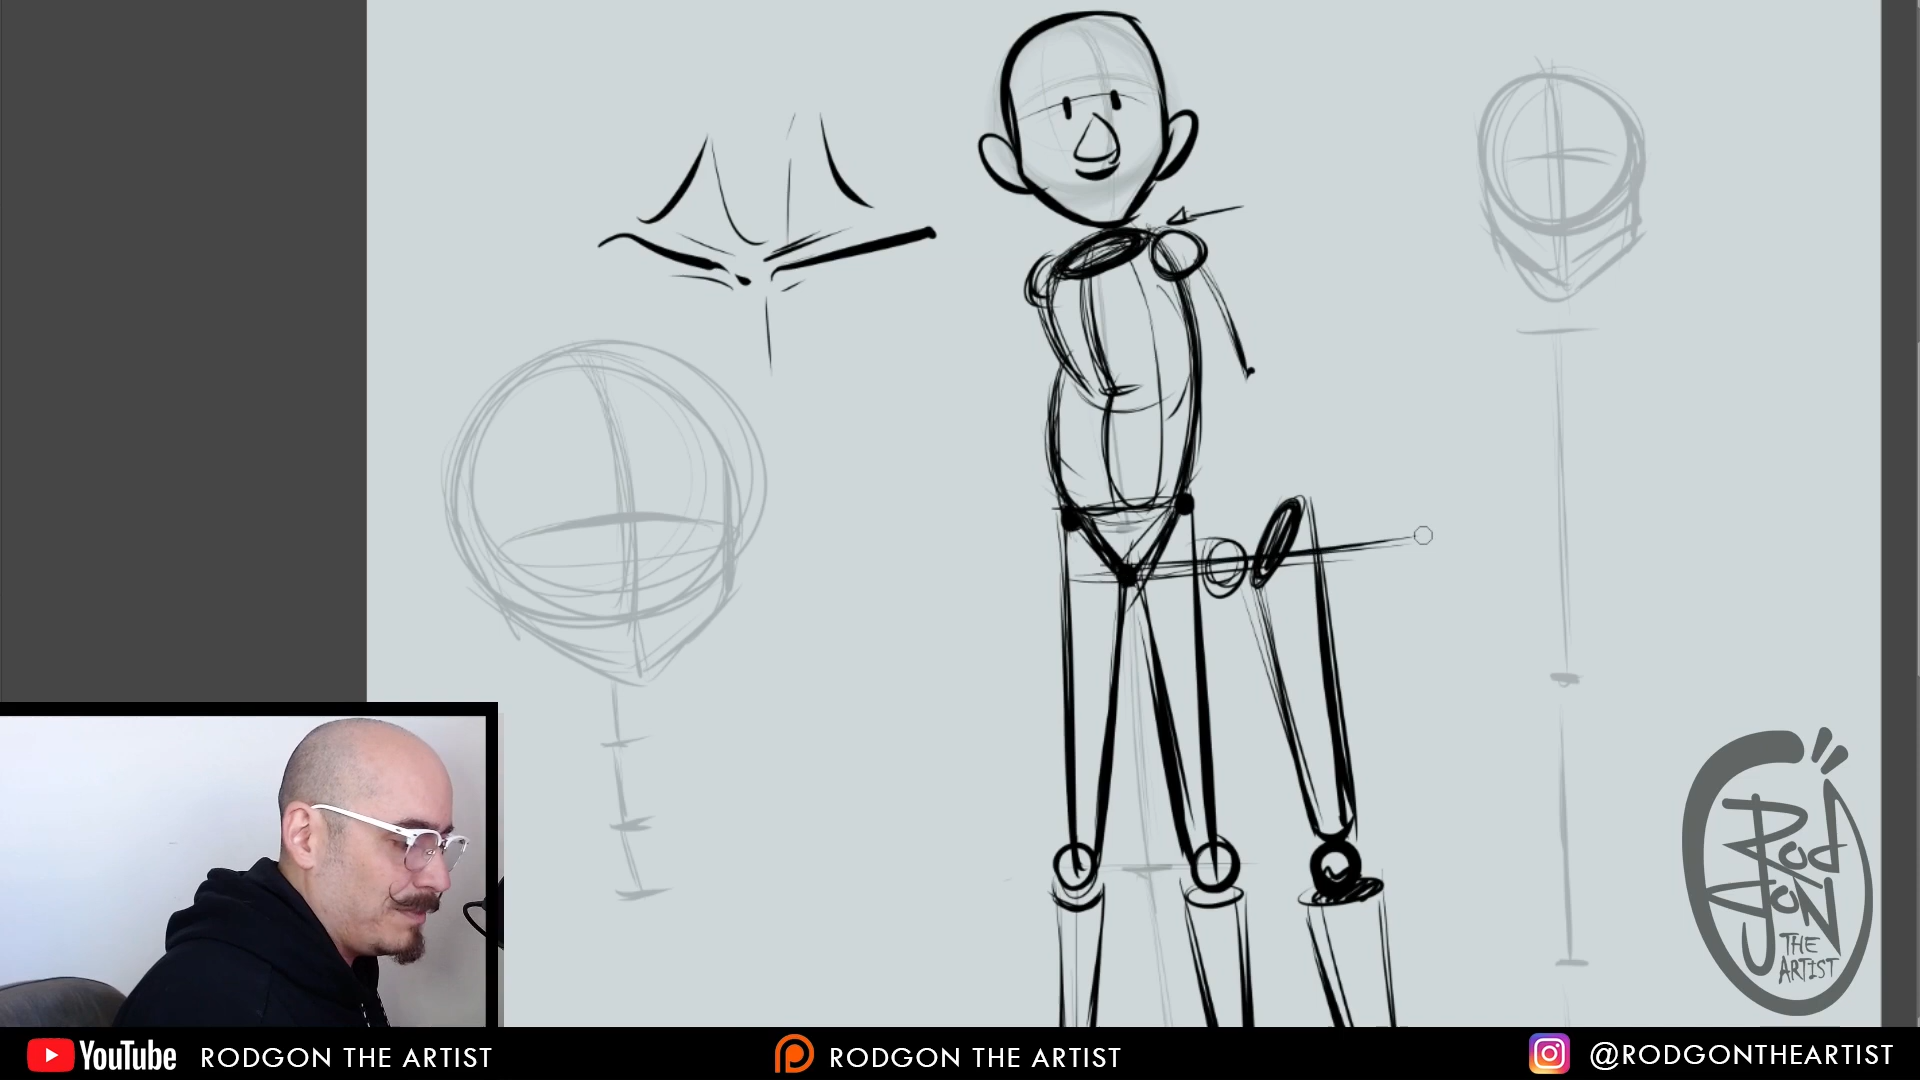 Rod
Gon
THE
ARTIST
YouTube RODGON THE ARTIST RODGON THE ARTIST @RODGONTHEARTIST